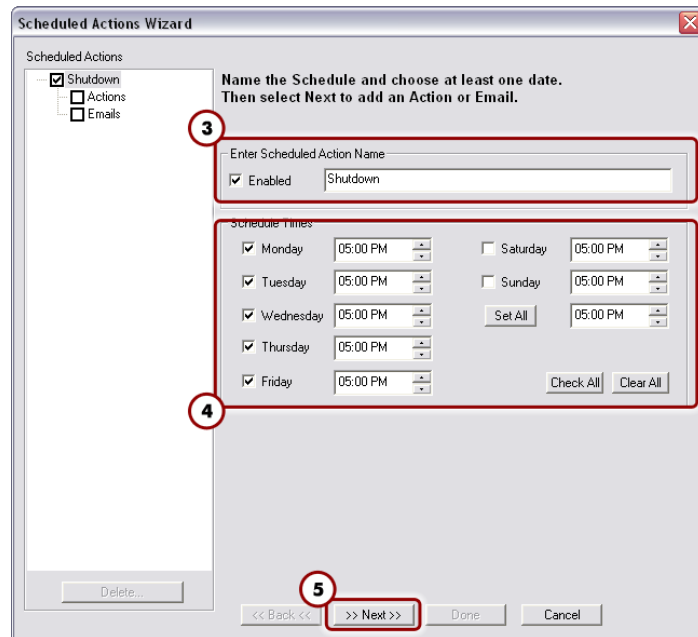 Scheduled Actions Wizard
Scheduled Actions
Shutdown
Actions
Emails
Name the Schedule and choose at least one date.
Then select Next to add an Action or Email.
3
Enter Scheduled Action Name
Enabled Shutdown
Schedule Times
Monday 05:00 PM Saturday 05:00 PM
Tuesday 05:00 PM Sunday 05:00 PM
Wednesday 05:00 PM Set All 05:00 PM
Thursday 05:00 PM
Friday 05:00 PM Check All Clear All
4
5
Delete...
<< Back << >> Next >> Done Cancel